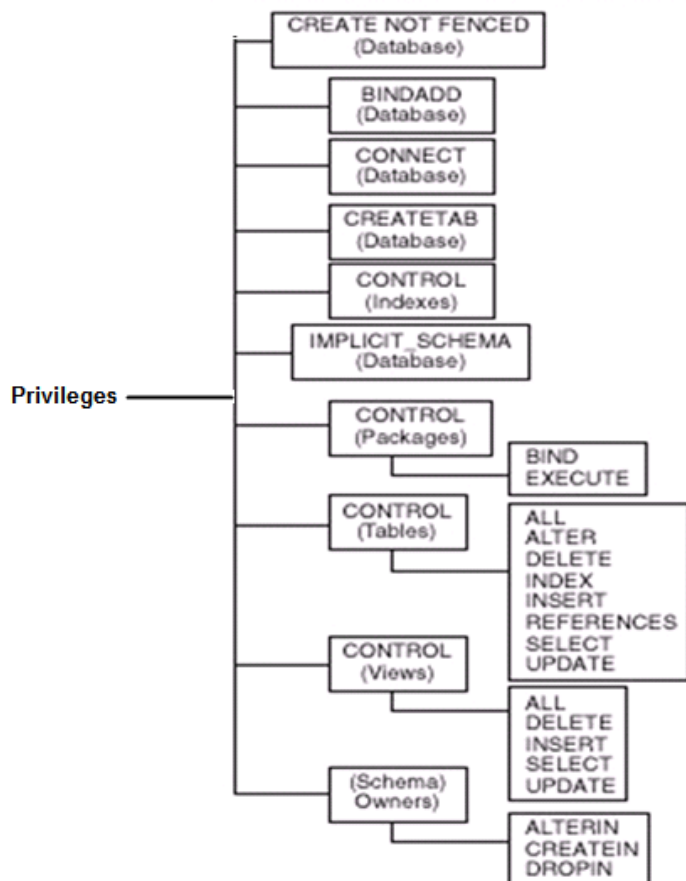 CREATE NOT FENCED
(Database)
BINDADD
(Database)
CONNECT
(Database)
CREATETAB
(Database)
CONTROL
(Indexes)
IMPLICIT_SCHEMA
(Database)
Privileges
CONTROL
(Packages)
BIND
EXECUTE
CONTROL
(Tables)
ALL
ALTER
DELETE
INDEX
INSERT
REFERENCES
SELECT
UPDATE
CONTROL
(Views)
ALL
DELETE
INSERT
SELECT
UPDATE
(Schema)
Owners)
ALTERIN
CREATEIN
DROPIN